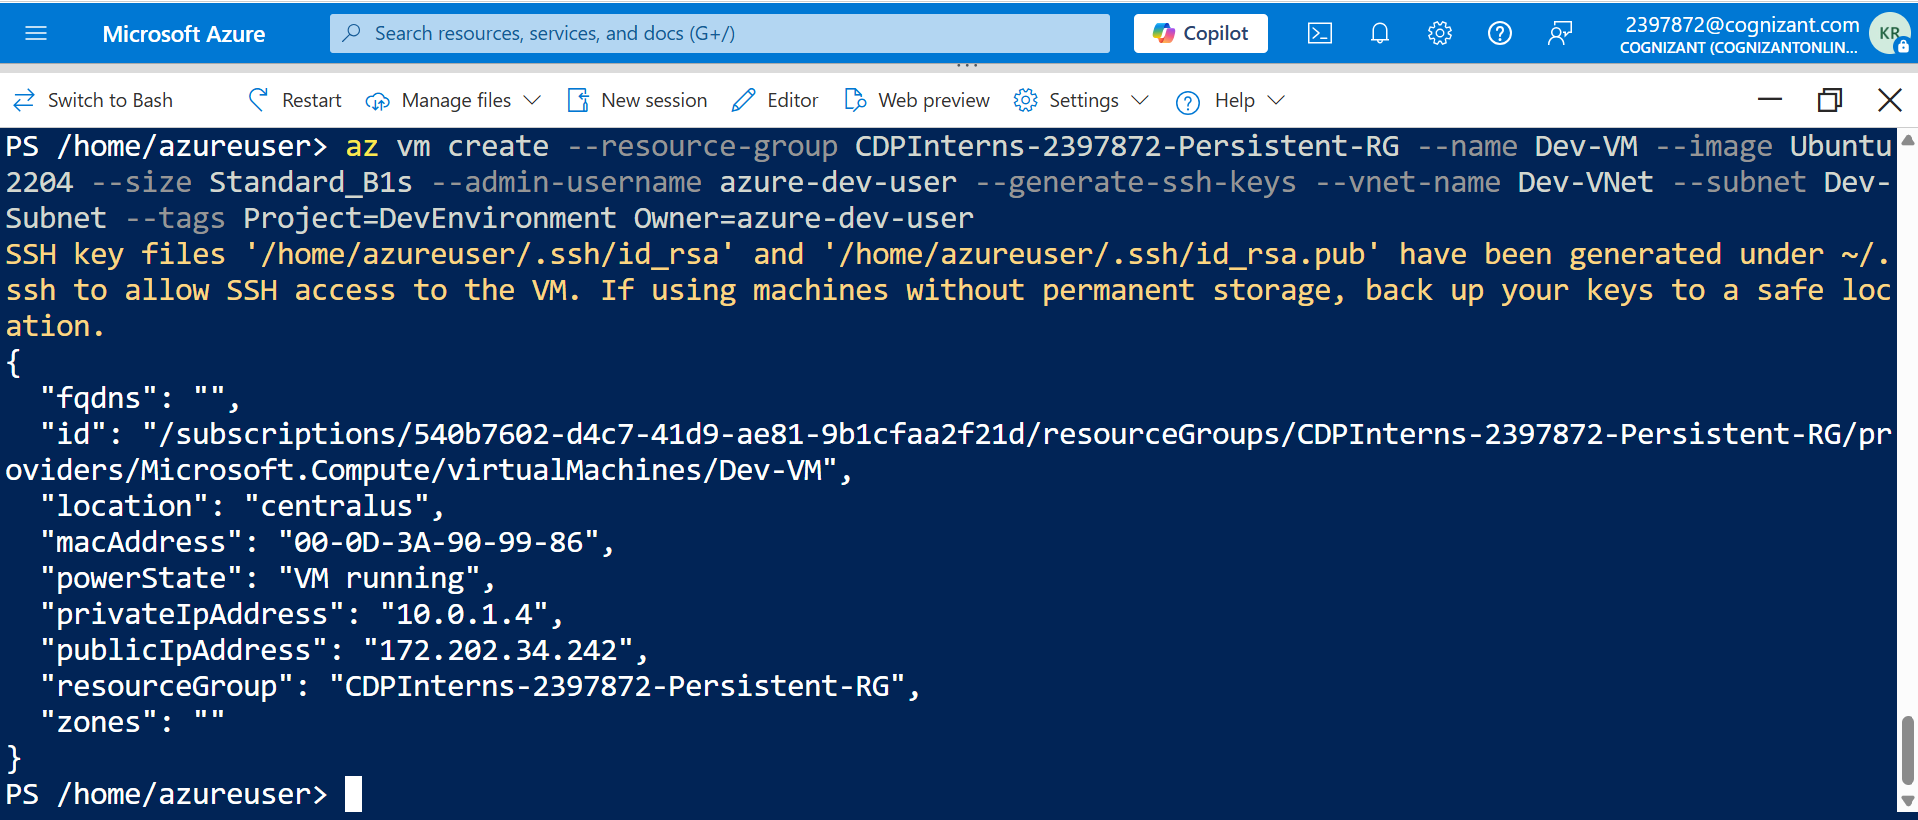 Microsoft Azure
Search resources, services, and docs (G+/)
Copilot
2397872@cognizant.com
COGNIZANT (COGNIZANTONLIN...
KR
Switch to Bash
Restart
Manage files
New session
Editor
Web preview
Settings
Help
PS /home/azureuser> az vm create --resource-group CDPInterns-2397872-Persistent-RG --name Dev-VM --image Ubuntu
2204 --size Standard_B1s --admin-username azure-dev-user --generate-ssh-keys --vnet-name Dev-VNet --subnet Dev-
Subnet --tags Project=DevEnvironment Owner=azure-dev-user
SSH key files '/home/azureuser/.ssh/id_rsa' and '/home/azureuser/.ssh/id_rsa.pub' have been generated under ~/.
ssh to allow SSH access to the VM. If using machines without permanent storage, back up your keys to a safe loc
ation.
{
  "fqdns": "",
  "id": "/subscriptions/540b7602-d4c7-41d9-ae81-9b1cfaa2f21d/resourceGroups/CDPInterns-2397872-Persistent-RG/pr
oviders/Microsoft.Compute/virtualMachines/Dev-VM",
  "location": "centralus",
  "macAddress": "00-0D-3A-90-99-86",
  "powerState": "VM running",
  "privateIpAddress": "10.0.1.4",
  "publicIpAddress": "172.202.34.242",
  "resourceGroup": "CDPInterns-2397872-Persistent-RG",
  "zones": ""
}
PS /home/azureuser>